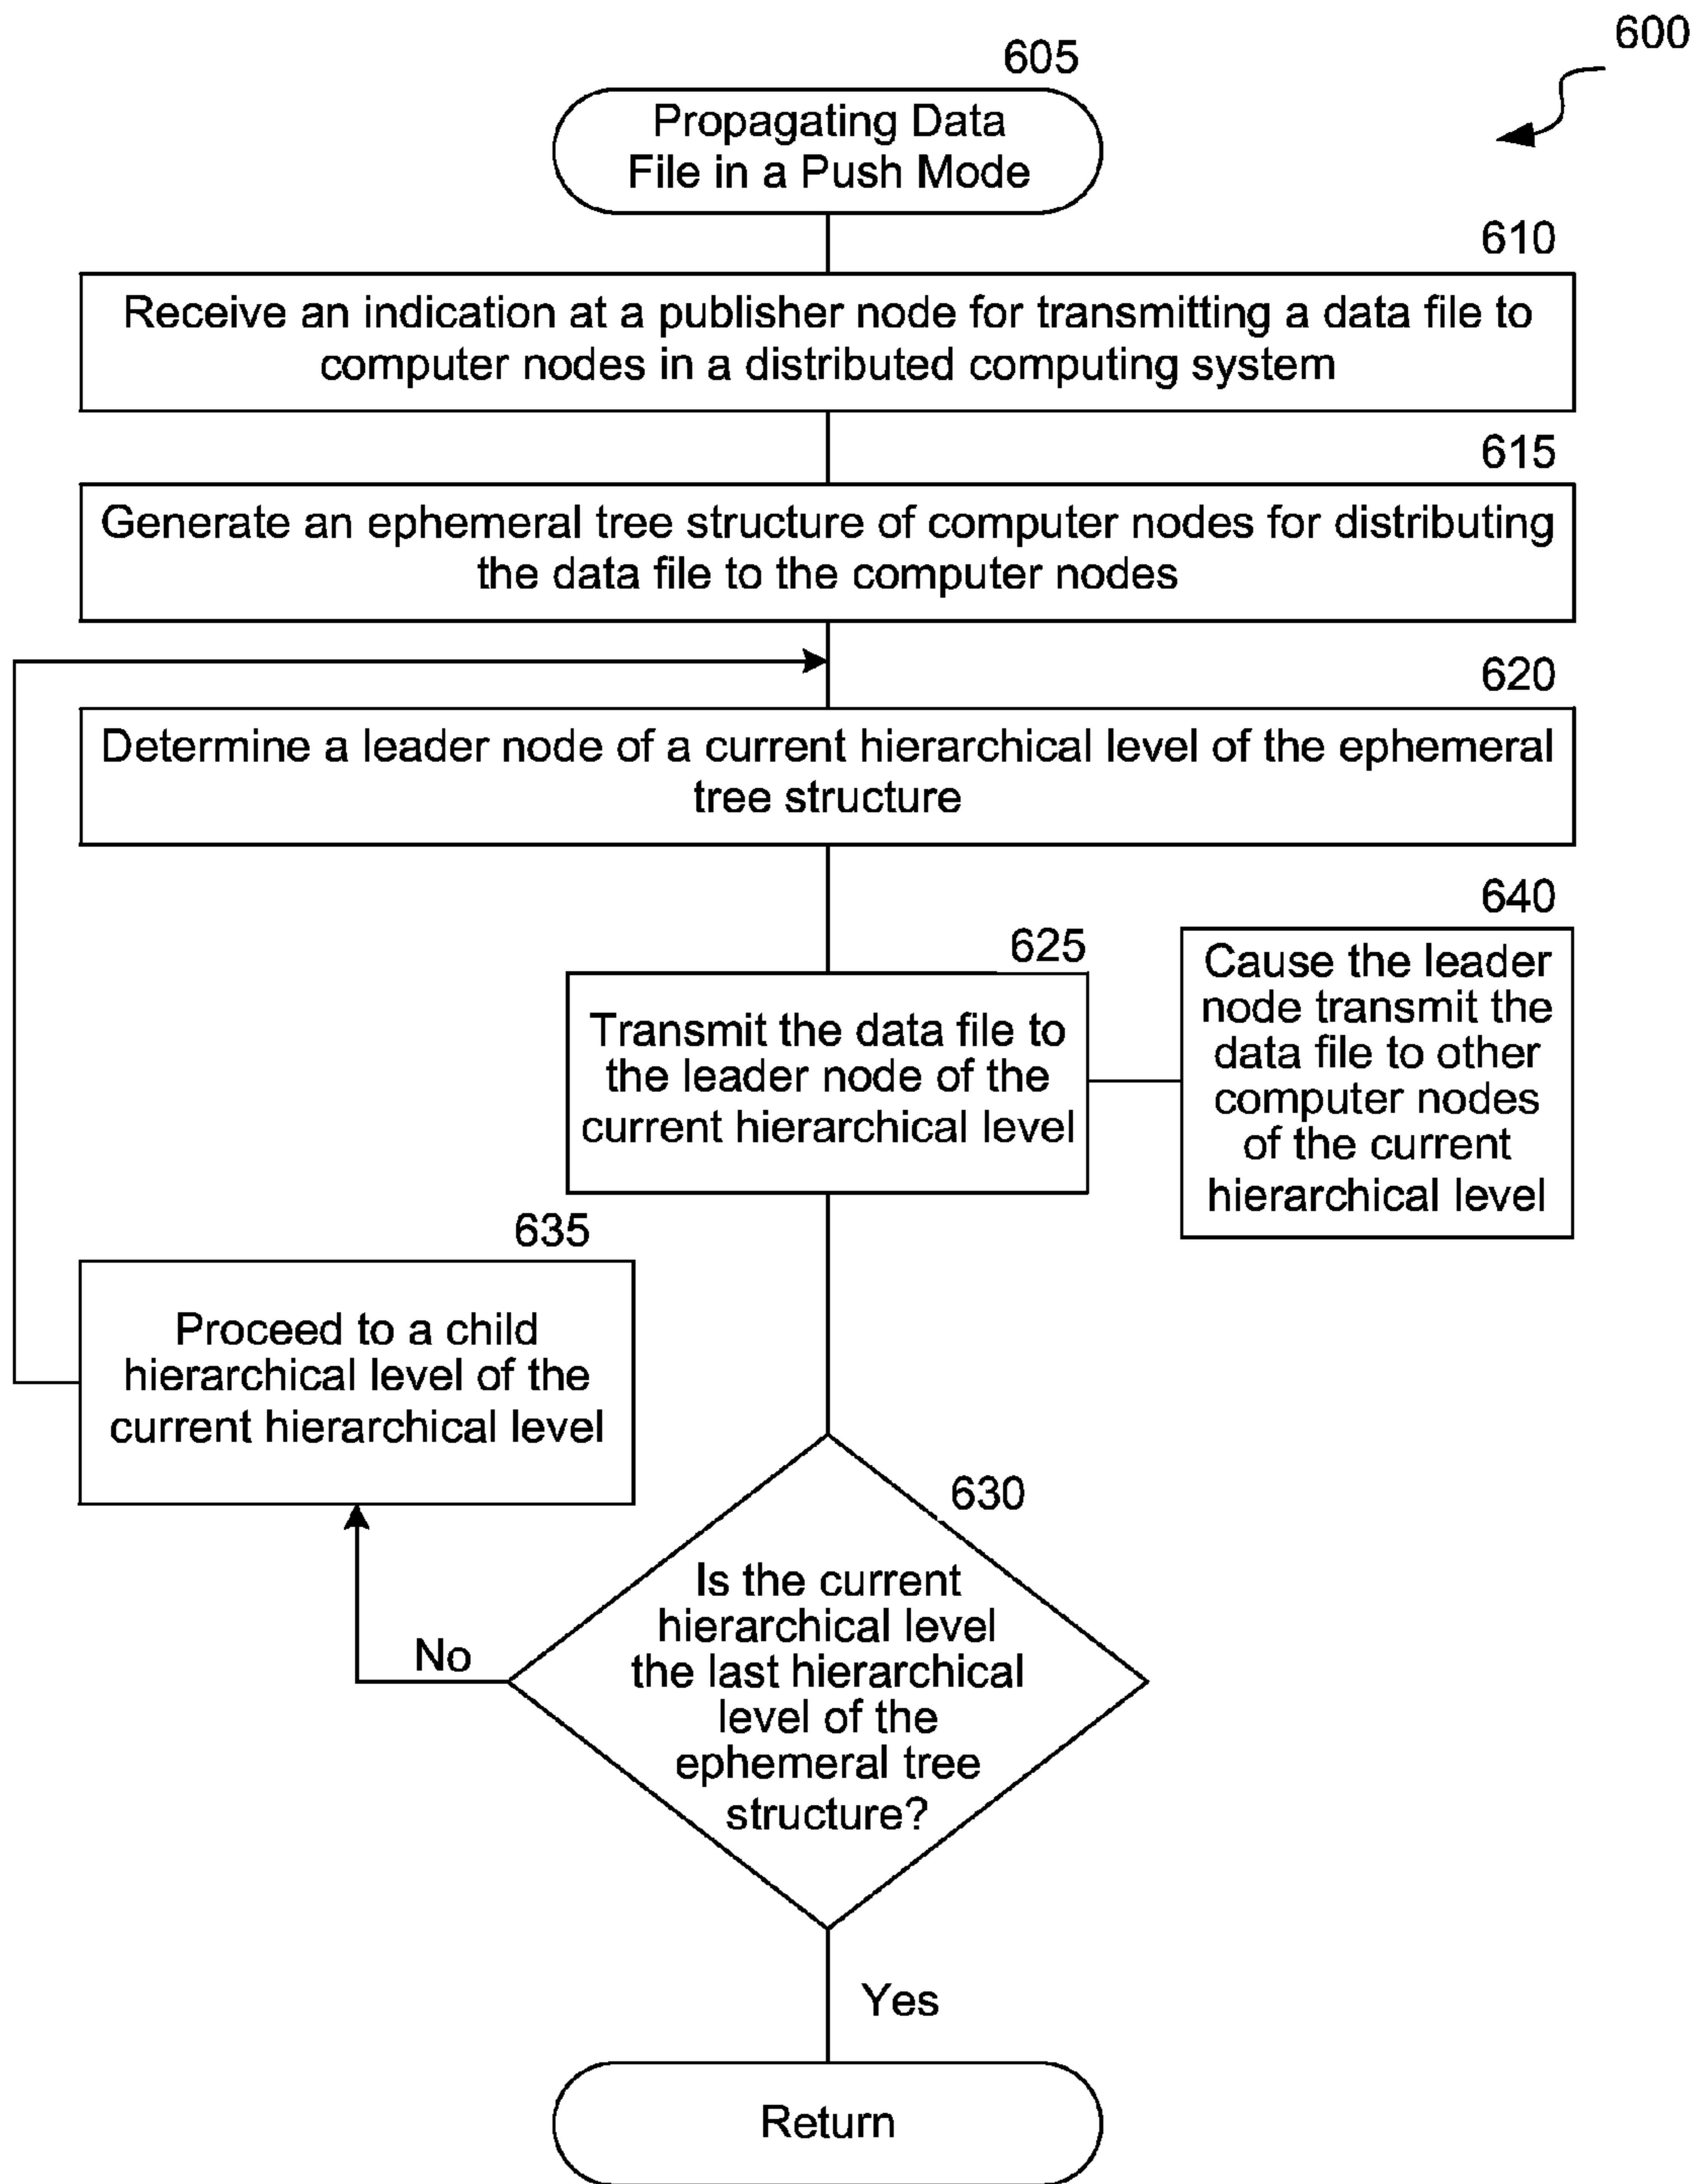 600
605
Propagating Data
File in a Push Mode
610
Receive an indication at a publisher node for transmitting a data file to
computer nodes in a distributed computing system
615
Generate an ephemeral tree structure of computer nodes for distributing
the data file to the computer nodes
620
Determine a leader node of a current hierarchical level of the ephemeral
tree structure
625
Transmit the data file to
the leader node of the
current hierarchical level
640
Cause the leader
node transmit the
data file to other
computer nodes
of the current
hierarchical level
635
Proceed to a child
hierarchical level of the
current hierarchical level
630
Is the current
hierarchical level
the last hierarchical
level of the
ephemeral tree
structure?
No
Yes
Return